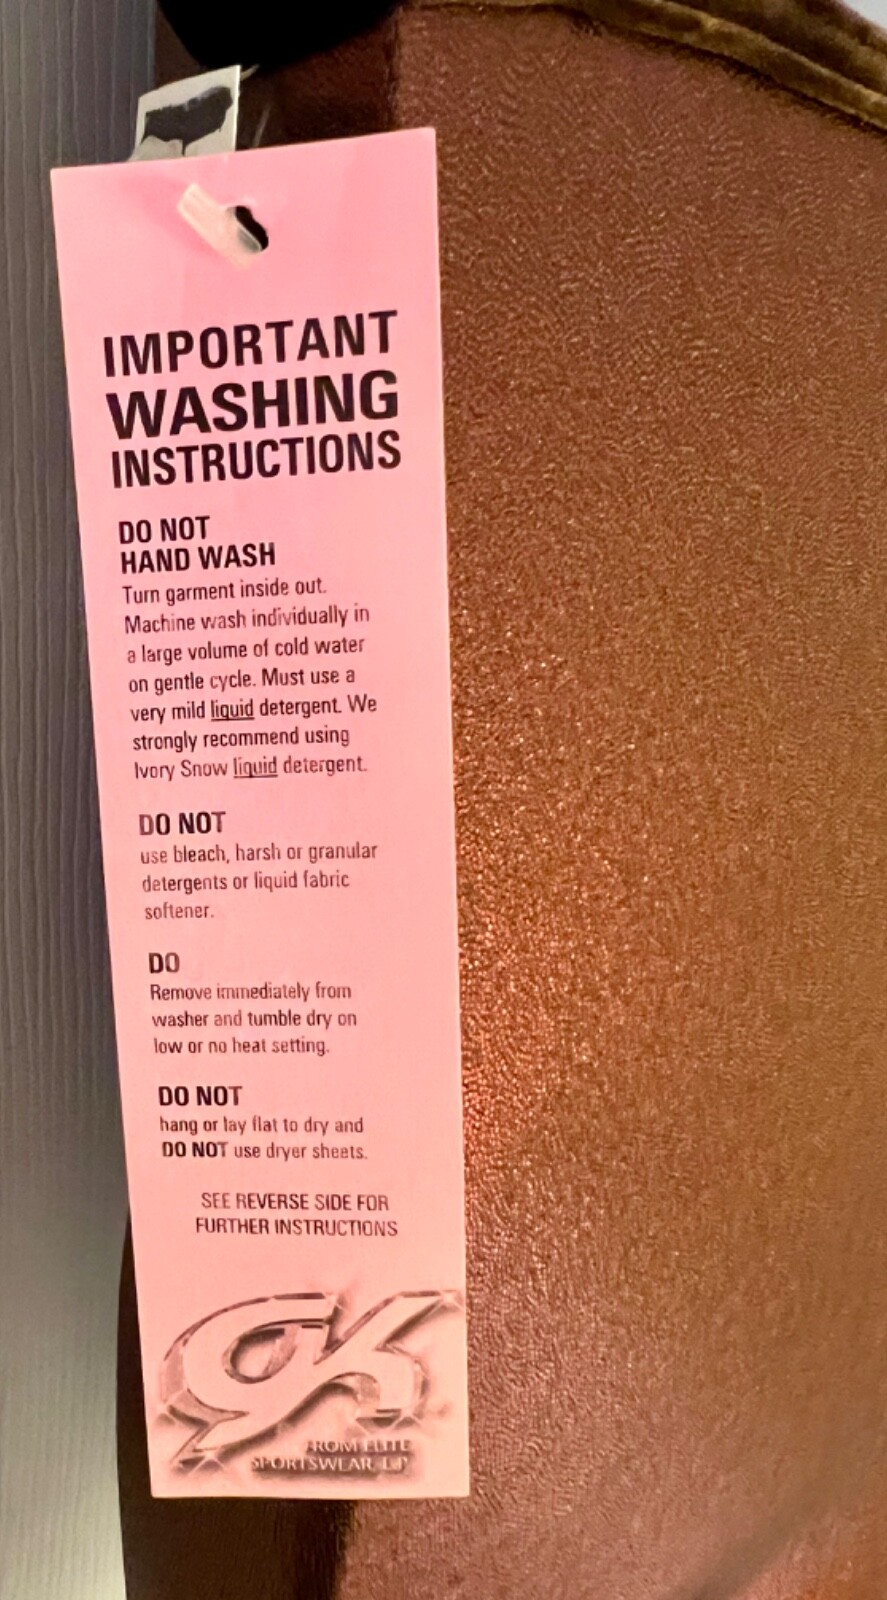 IMPORTANT
WASHING
INSTRUCTIONS
DO NOT
HAND WASH
Turn garment inside out.
Machine wash individually in
a large volume of cold water
on gentle cycle. Must use a
very mild liquid detergent. We
strongly recommend using
Ivory Snow liquid detergent.
DO NOT
use bleach, harsh or granular
detergents or liquid fabric
softener.
DO
Remove immediately from
washer and tumble dry on
low or no heat setting.
DO NOT
hang or lay flat to dry and
DO NOT use dryer sheets.
SEE REVERSE SIDE FOR
FURTHER INSTRUCTIONS
GK
FROM ELITE
SPORTSWEAR, L.P.